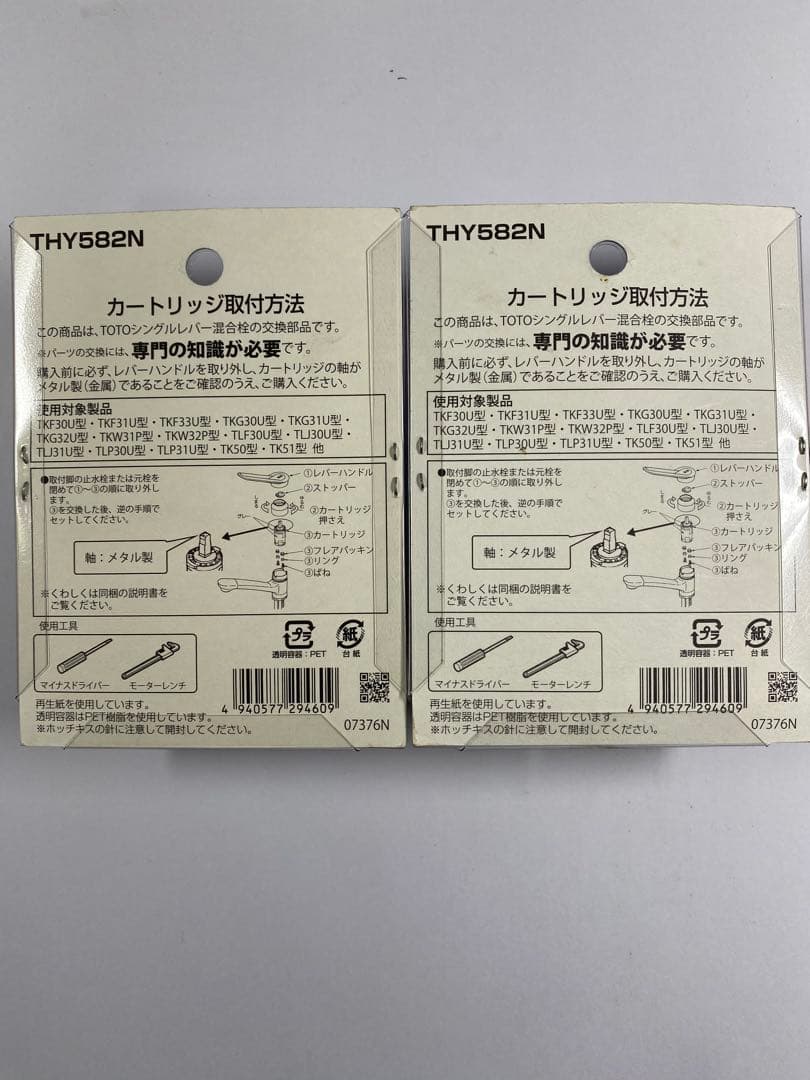 THY582N
カートリッジ取付方法
この商品は、TOTOシングルレバー混合栓の交換部品です。
※パーツの交換には、専門の知識が必要です。
購入前に必ず、レバーハンドルを取り外し、カートリッジの軸が
メタル製(金属)であることをご確認のうえ、ご購入ください。
使用対象製品
TKF30U型・TKF31U型・TKF33U型・TKG30U型・TKG31U型・
TKG32U型・TKW31P型・TKW32P型・TLF30U型・TLJ30U型・
TLJ31U型・TLP30U型・TLP31U型・TK50型・TK51型 他
●取付脚の止水栓または元栓を
閉めて①~③の順に取り外し
ます。
③を交換した後、逆の手順で
セットしてください。
軸:メタル製
※くわしくは同梱の説明書を
ご覧ください。
①レバーハンドル
②ストッパー
しまる
ゆるむ
②カートリッジ
押さえ
グレー
③カートリッジ
③フレアパッキン
③リング
③ばね
使用工具
マイナスドライバー
モーターレンチ
プラ
透明容器:PET
紙
台紙
再生紙を使用しています。
透明容器はPET樹脂を使用しています。
※ホッチキスの針に注意して開封してください。
4 940577 294609
07376N
THY582N
カートリッジ取付方法
この商品は、TOTOシングルレバー混合栓の交換部品です。
※パーツの交換には、専門の知識が必要です。
購入前に必ず、レバーハンドルを取り外し、カートリッジの軸が
メタル製(金属)であることをご確認のうえ、ご購入ください。
使用対象製品
TKF30U型・TKF31U型・TKF33U型・TKG30U型・TKG31U型・
TKG32U型・TKW31P型・TKW32P型・TLF30U型・TLJ30U型・
TLJ31U型・TLP30U型・TLP31U型・TK50型・TK51型 他
●取付脚の止水栓または元栓を
閉めて①~③の順に取り外し
ます。
③を交換した後、逆の手順で
セットしてください。
軸:メタル製
※くわしくは同梱の説明書を
ご覧ください。
①レバーハンドル
②ストッパー
しまる
ゆるむ
②カートリッジ
押さえ
グレー
③カートリッジ
③フレアパッキン
③リング
③ばね
使用工具
マイナスドライバー
モーターレンチ
プラ
透明容器:PET
紙
台紙
再生紙を使用しています。
透明容器はPET樹脂を使用しています。
※ホッチキスの針に注意して開封してください。
4 940577 294609
07376N